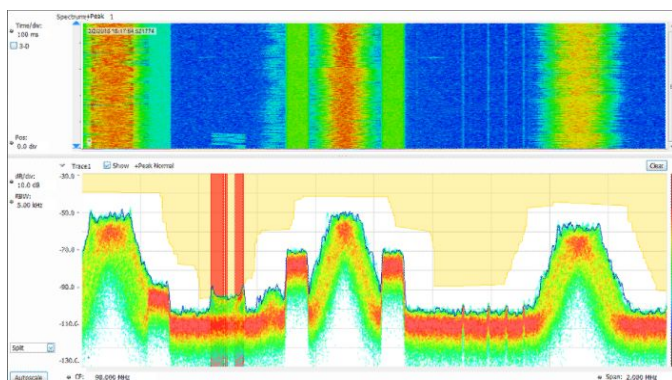 Spectrum +Peak 1
Time/div:
100 ms
3-D
Pos:
0.0 div
Trace1 Show +Peak Normal Clear
dB/div:
10.0 dB
RBW:
5.00 kHz
-30.0
-50.0
-70.0
-90.0
-110.0
-130.0
Split
Autoscale CF: 98.000 MHz Span: 2.000 MHz